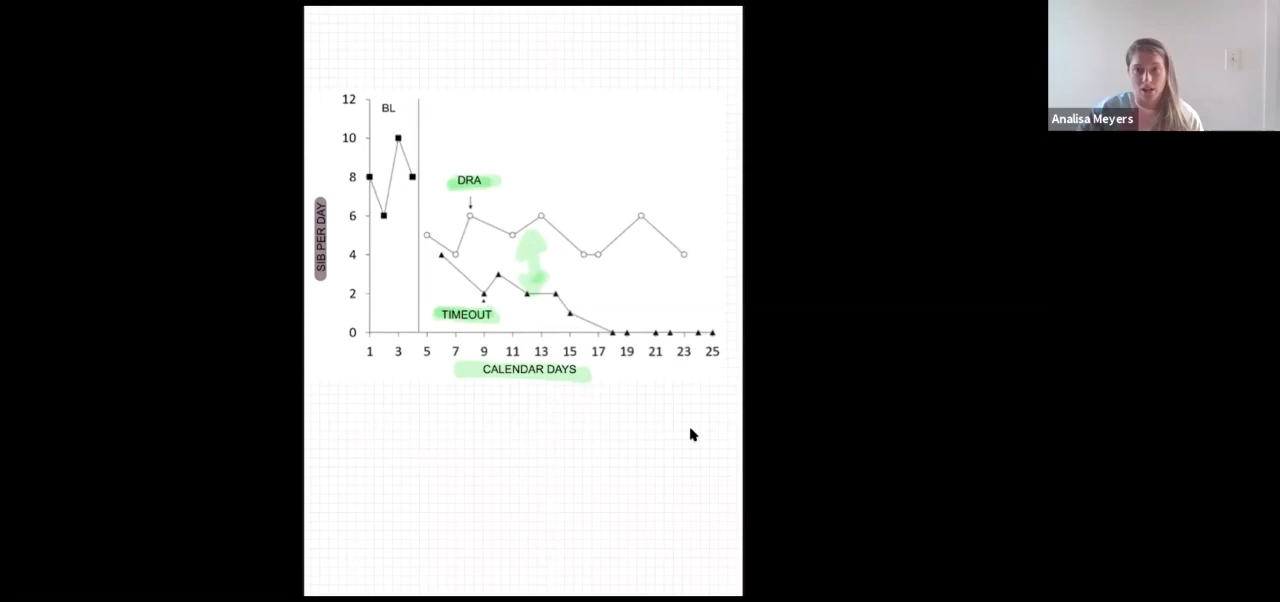 Analisa Meyers
12
BL
10
8
DRA
6
SIB PER DAY
4
2
TIMEOUT
0
1 3 5 7 9 11 13 15 17 19 21 23 25
CALENDAR DAYS